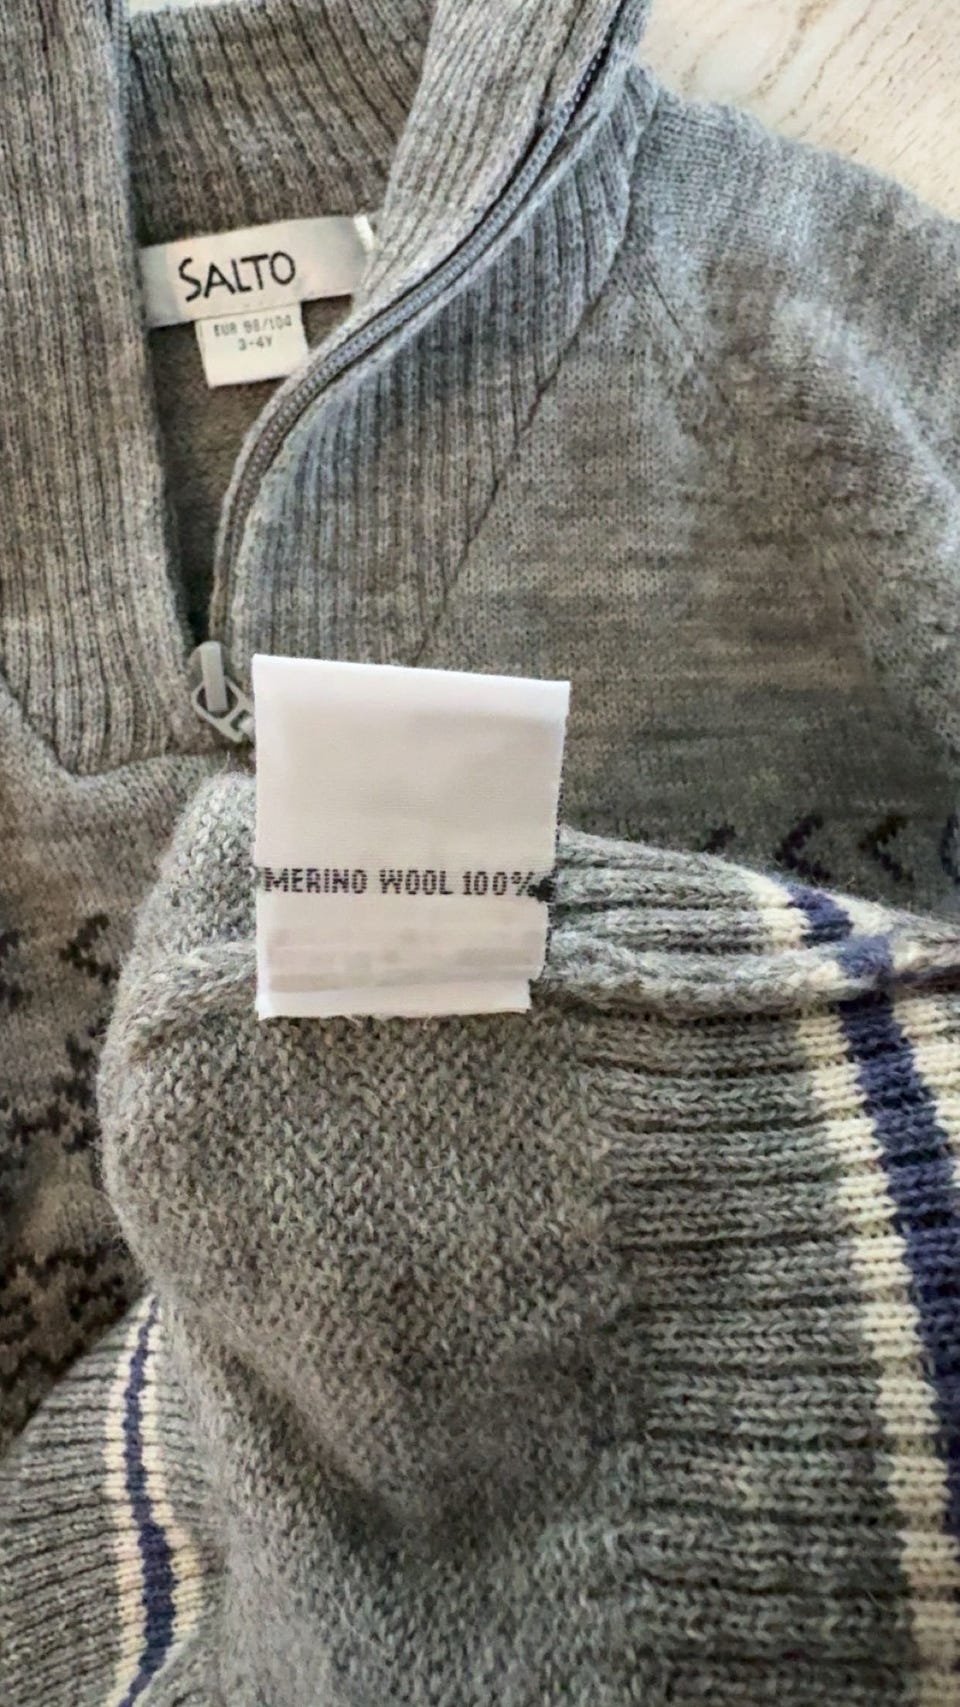 SALTO
EUR 98/104
3-4Y
MERINO WOOL 100%